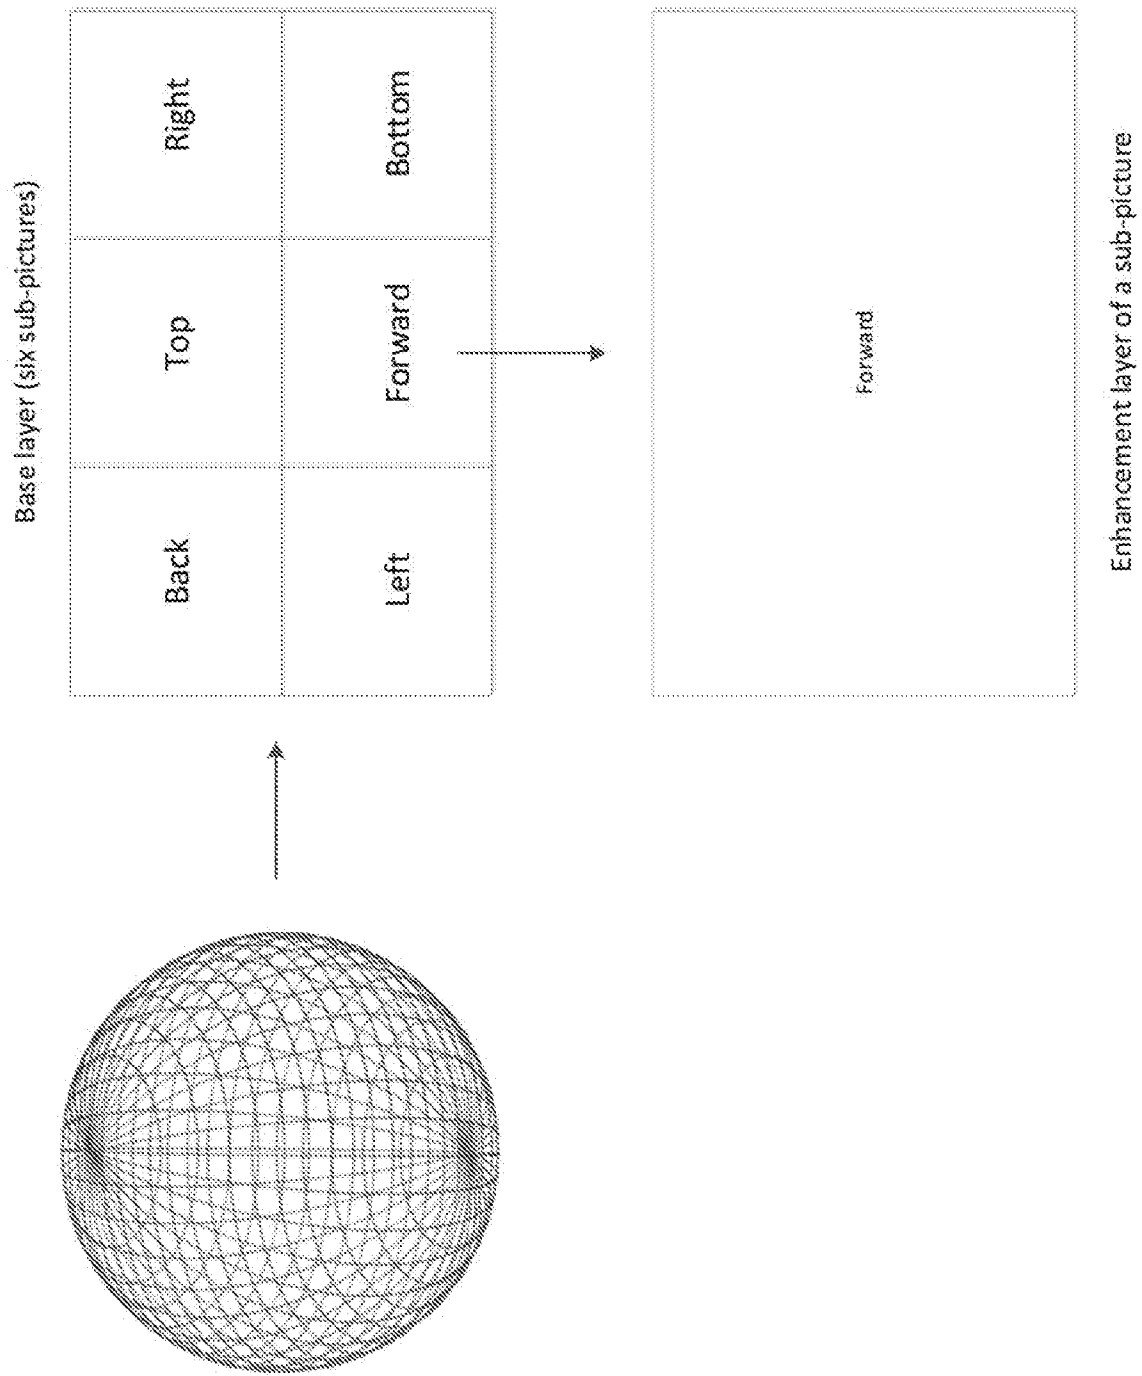 Base layer (six sub-pictures)
Back
Top
Right
Left
Forward
Bottom
Forward
Enhancement layer of a sub-picture